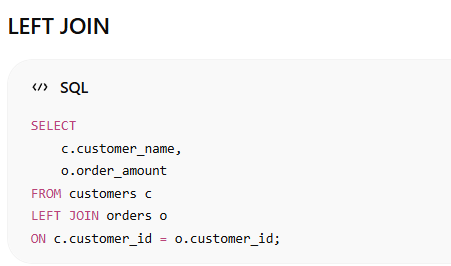 LEFT JOIN
</> SQL
SELECT
    c.customer_name,
    o.order_amount
FROM customers c
LEFT JOIN orders o
ON c.customer_id = o.customer_id;